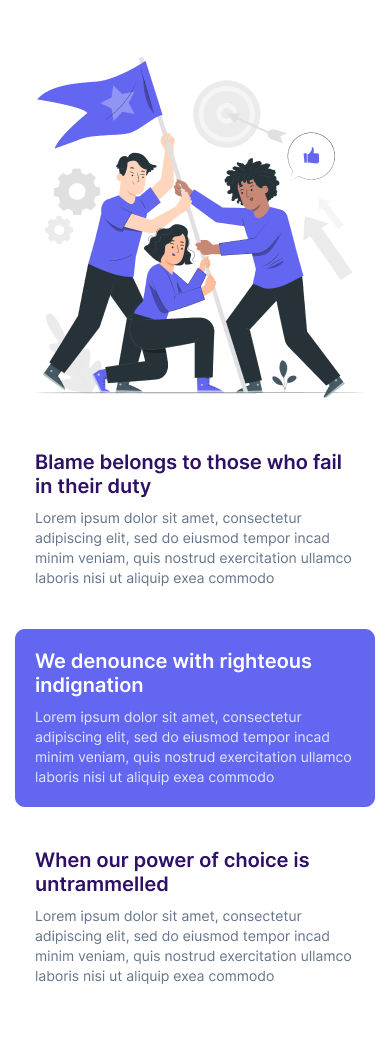 Blame belongs to those who fail
in their duty
Lorem ipsum dolor sit amet, consectetur
adipiscing elit, sed do eiusmod tempor incad
minim veniam, quis nostrud exercitation ullamco
laboris nisi ut aliquip exea commodo
We denounce with righteous
indignation
Lorem ipsum dolor sit amet, consectetur
adipiscing elit, sed do eiusmod tempor incad
minim veniam, quis nostrud exercitation ullamco
laboris nisi ut aliquip exea commodo
When our power of choice is
untrammelled
Lorem ipsum dolor sit amet, consectetur
adipiscing elit, sed do eiusmod tempor incad
minim veniam, quis nostrud exercitation ullamco
laboris nisi ut aliquip exea commodo